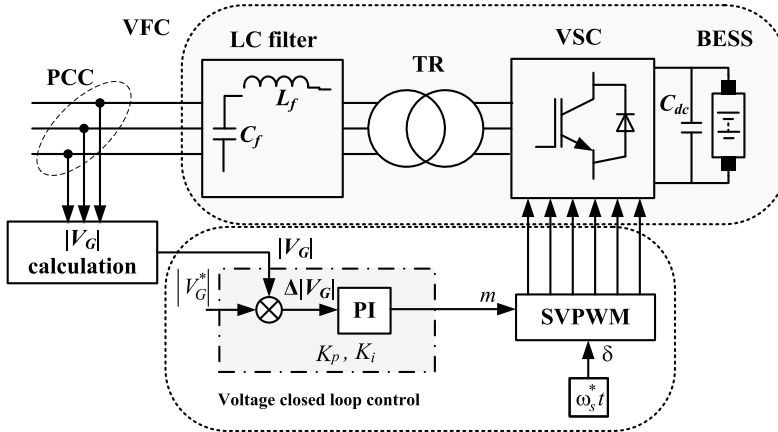 VFC
LC filter
TR
VSC
BESS
PCC
L_f
C_f
C_dc
|V_G|
calculation
|V_G|
|V_G^*|
Δ|V_G|
PI
m
SVPWM
K_p , K_i
δ
Voltage closed loop control
ω_s^* t